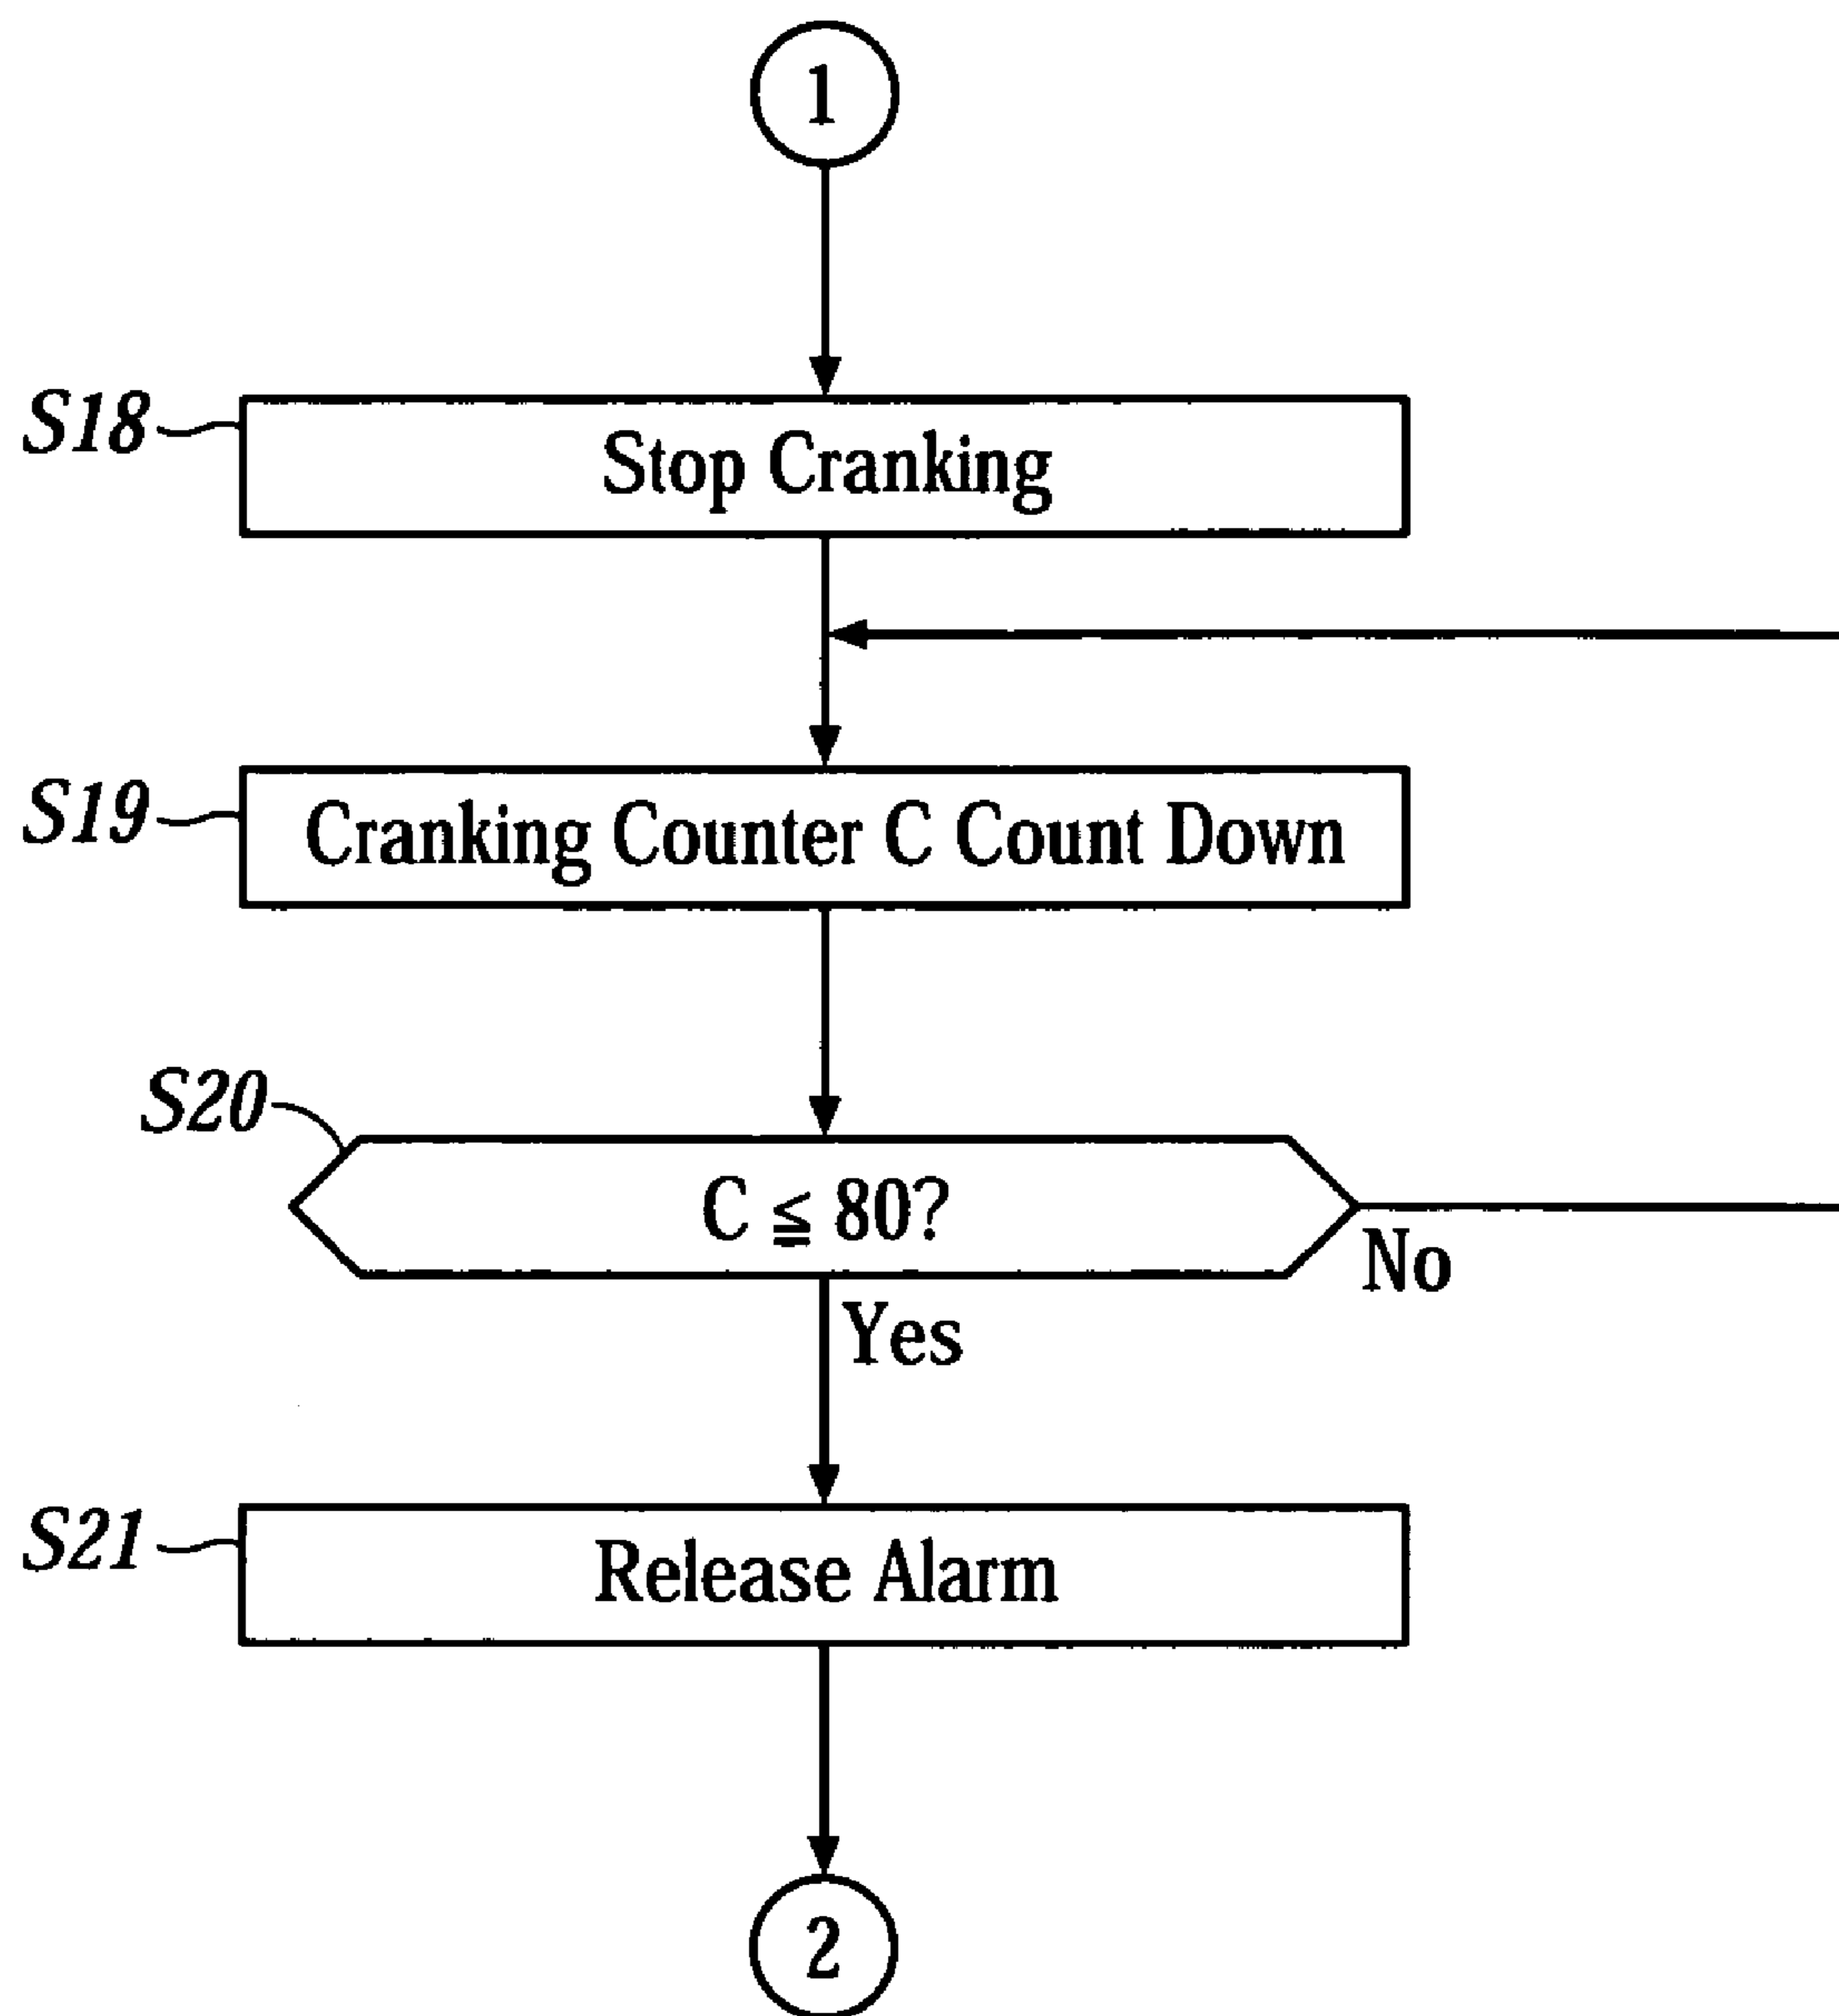 1
S18
Stop Cranking
S19
Cranking Counter C Count Down
S20
C ≦ 80?
No
Yes
S21
Release Alarm
2